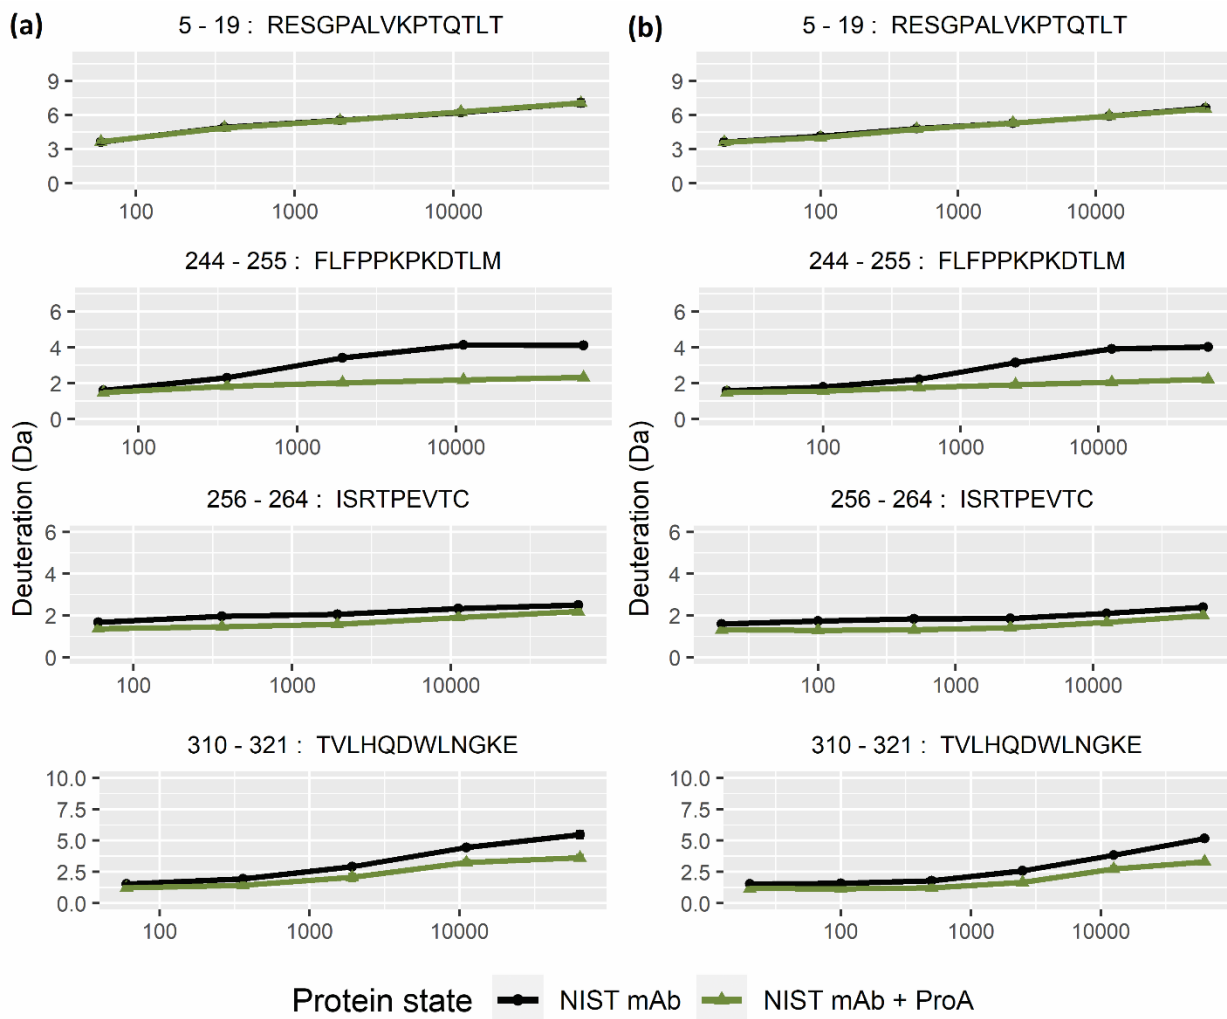 (a)
5 - 19 : RESGPALVKPTQTLT
9
6
3
0
100 1000 10000
244 - 255 : FLFPPKPKDTLM
6
4
2
0
100 1000 10000
256 - 264 : ISRTPEVTC
6
4
2
0
100 1000 10000
310 - 321 : TVLHQDWLNGKE
10.0
7.5
5.0
2.5
0.0
100 1000 10000
Deuteration (Da)
(b)
5 - 19 : RESGPALVKPTQTLT
9
6
3
0
100 1000 10000
244 - 255 : FLFPPKPKDTLM
6
4
2
0
100 1000 10000
256 - 264 : ISRTPEVTC
6
4
2
0
100 1000 10000
310 - 321 : TVLHQDWLNGKE
10.0
7.5
5.0
2.5
0.0
100 1000 10000
Deuteration (Da)
Protein state NIST mAb NIST mAb + ProA